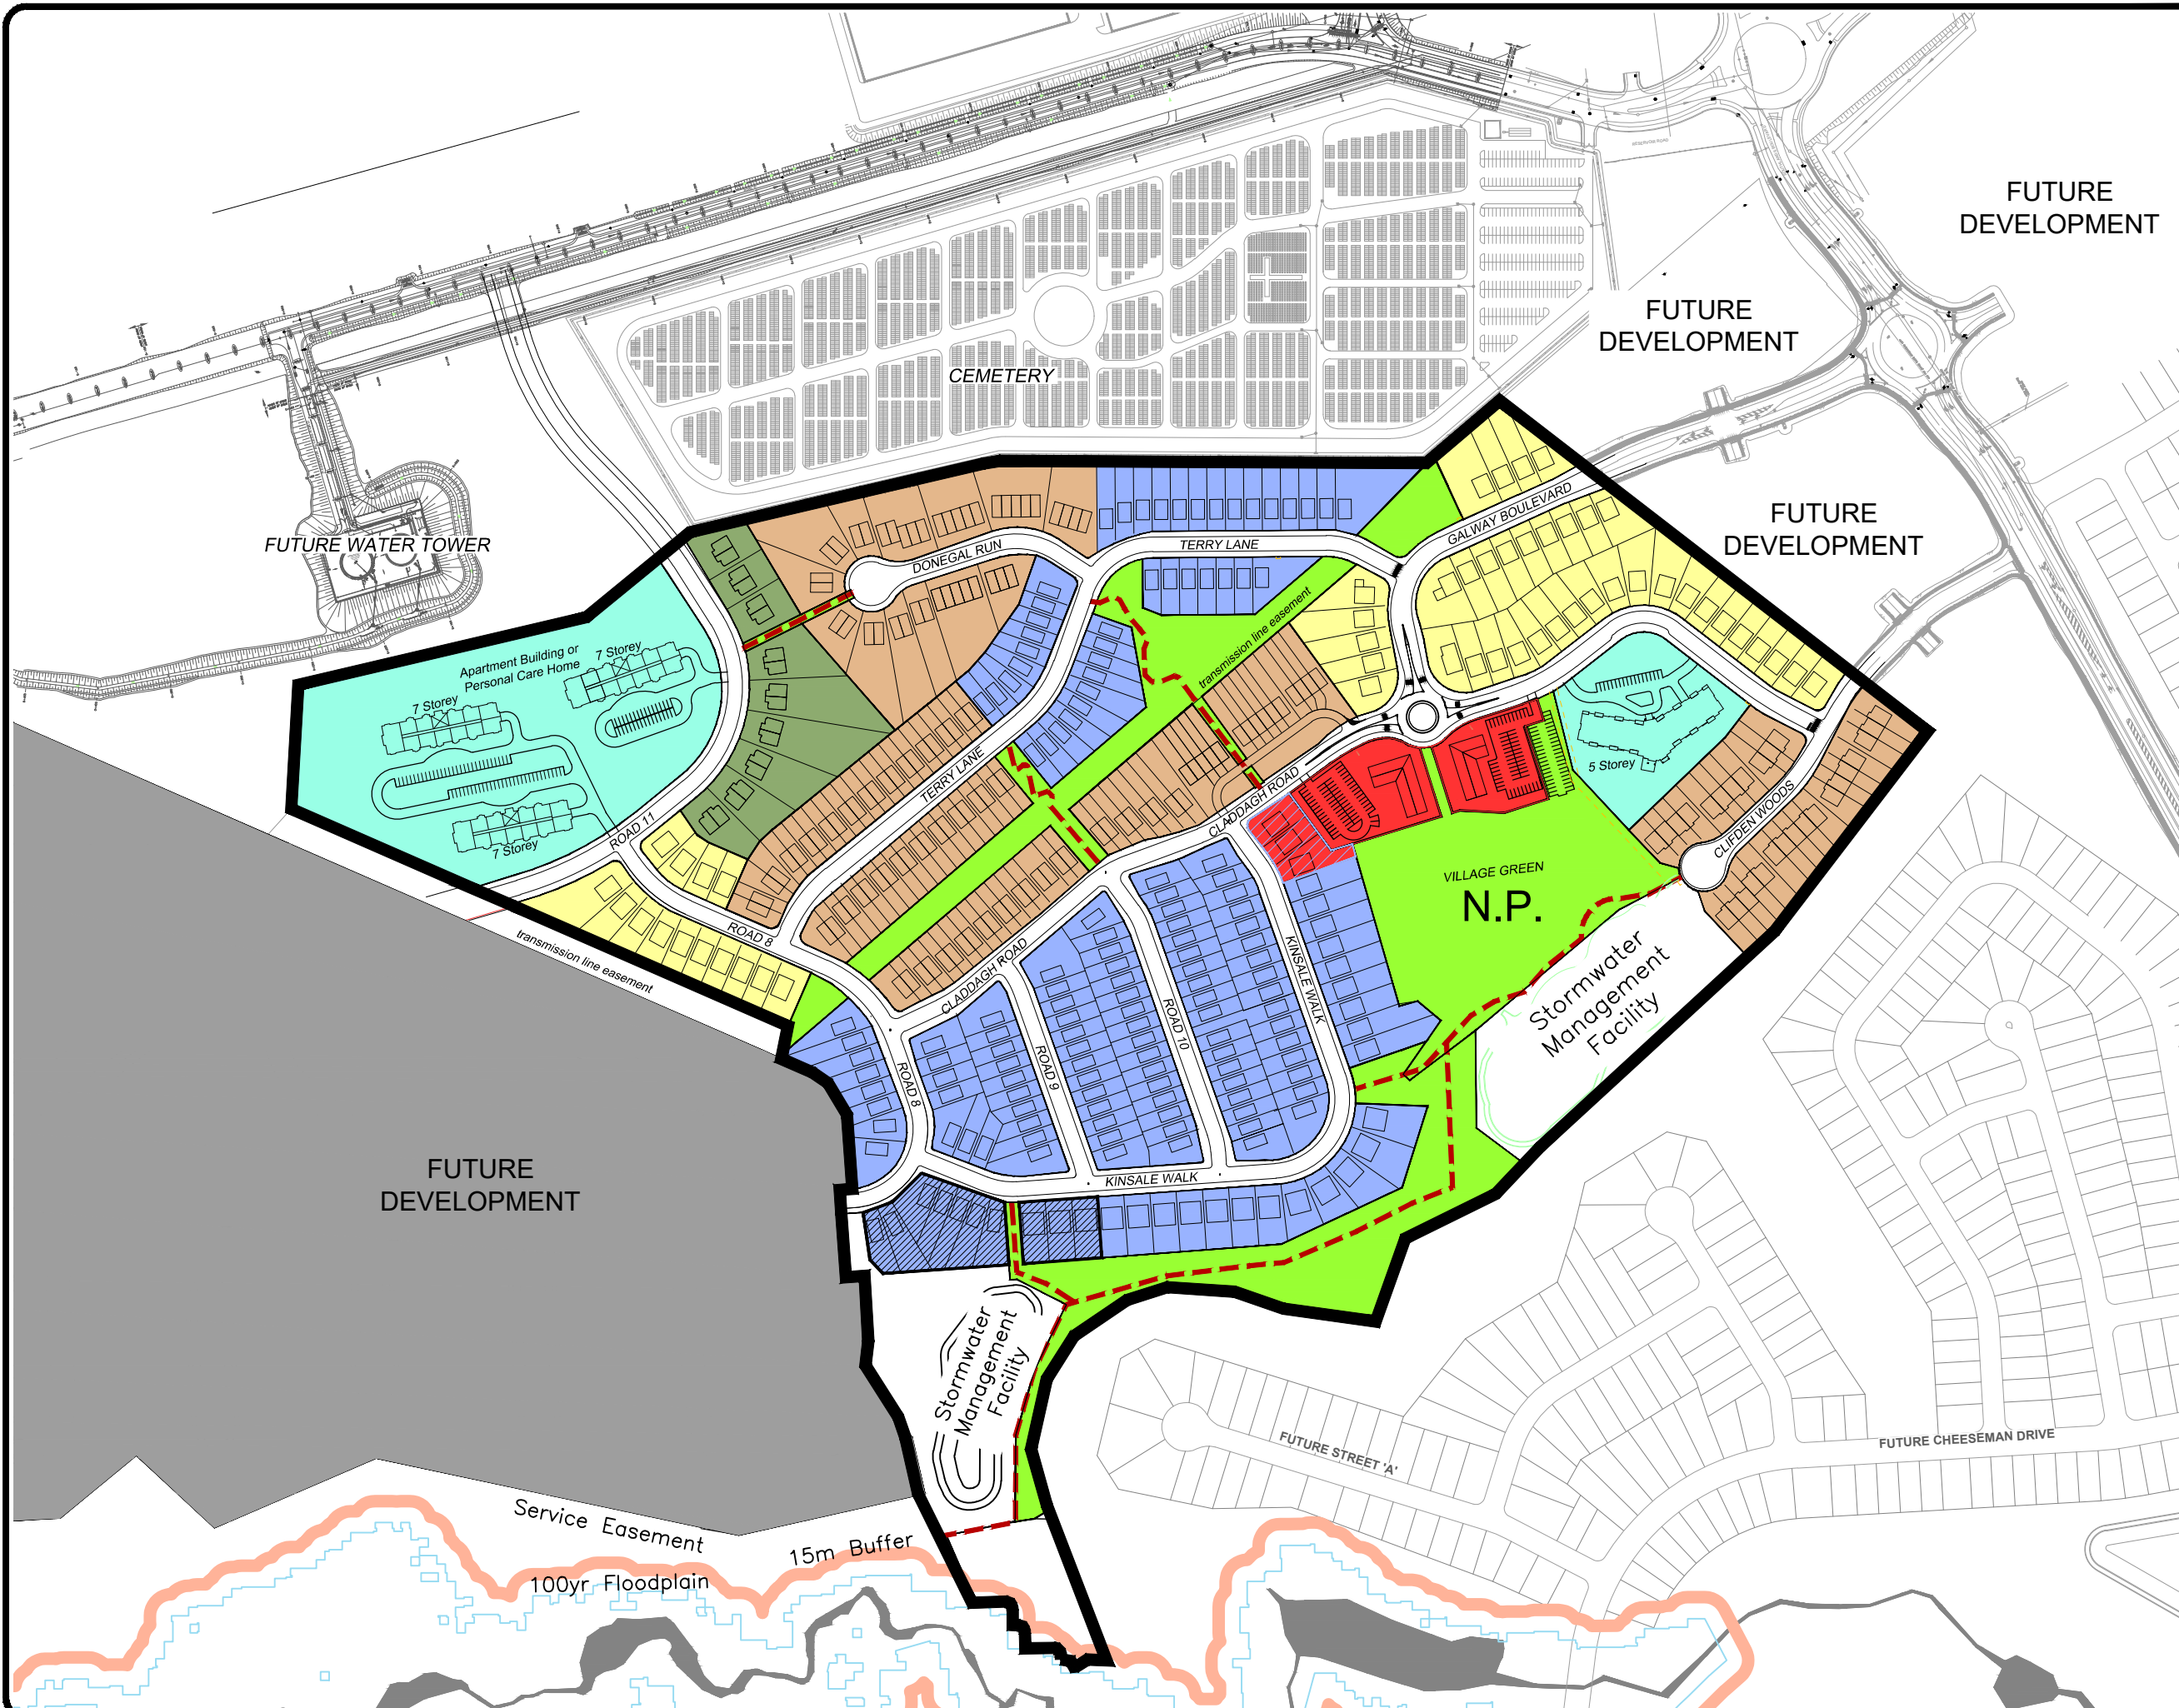 FUTURE
DEVELOPMENT
FUTURE
DEVELOPMENT
CEMETERY
FUTURE
DEVELOPMENT
GALWAY BOULEVARD
FUTURE WATER TOWER
DONEGAL RUN
TERRY LANE
transmission line easement
Apartment Building or
Personal Care Home
7 Storey
7 Storey
7 Storey
5 Storey
TERRY LANE
CLADDAGH ROAD
CLIFDEN WOODS
ROAD 11
VILLAGE GREEN
N.P.
ROAD 8
transmission line easement
CLADDAGH ROAD
KINSALE WALK
Stormwater
Management
Facility
ROAD 10
ROAD 9
ROAD 8
KINSALE WALK
FUTURE
DEVELOPMENT
Stormwater
Management
Facility
FUTURE STREET 'A'
FUTURE CHEESEMAN DRIVE
Service Easement
15m Buffer
100yr Floodplain